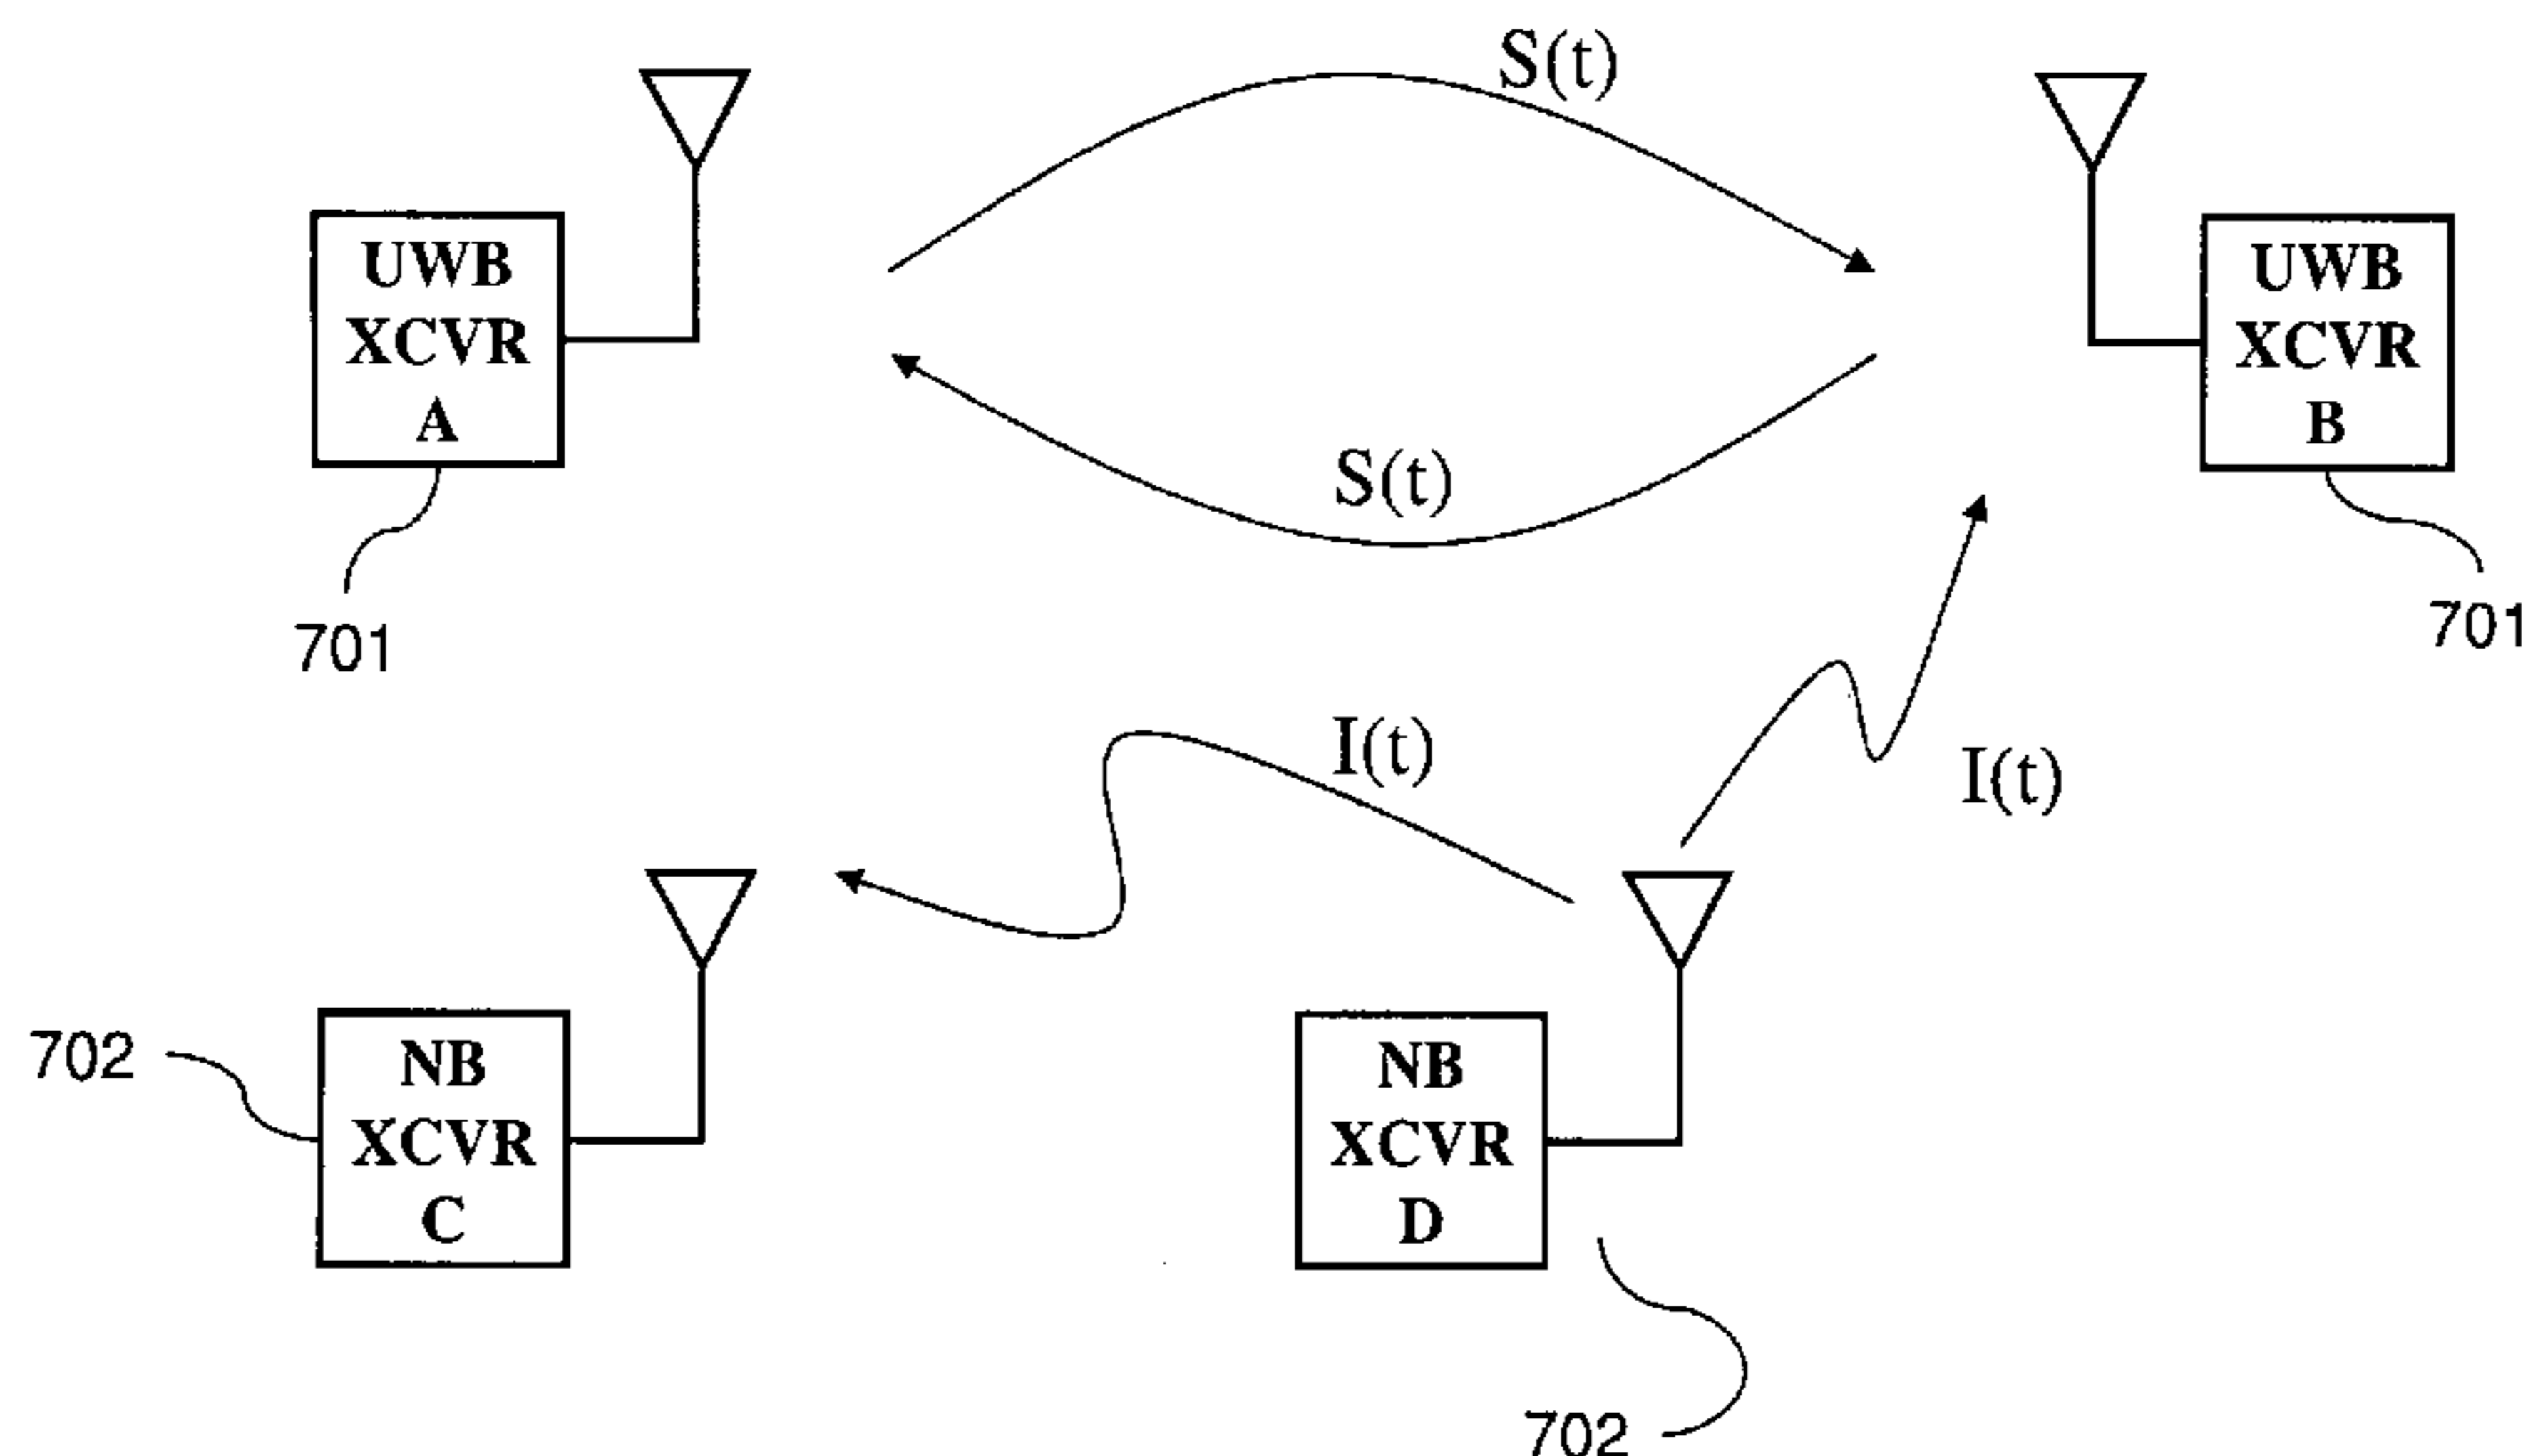 S(t)
UWB
XCVR
A
UWB
XCVR
B
S(t)
701
701
I(t)
I(t)
702
NB
XCVR
C
NB
XCVR
D
702